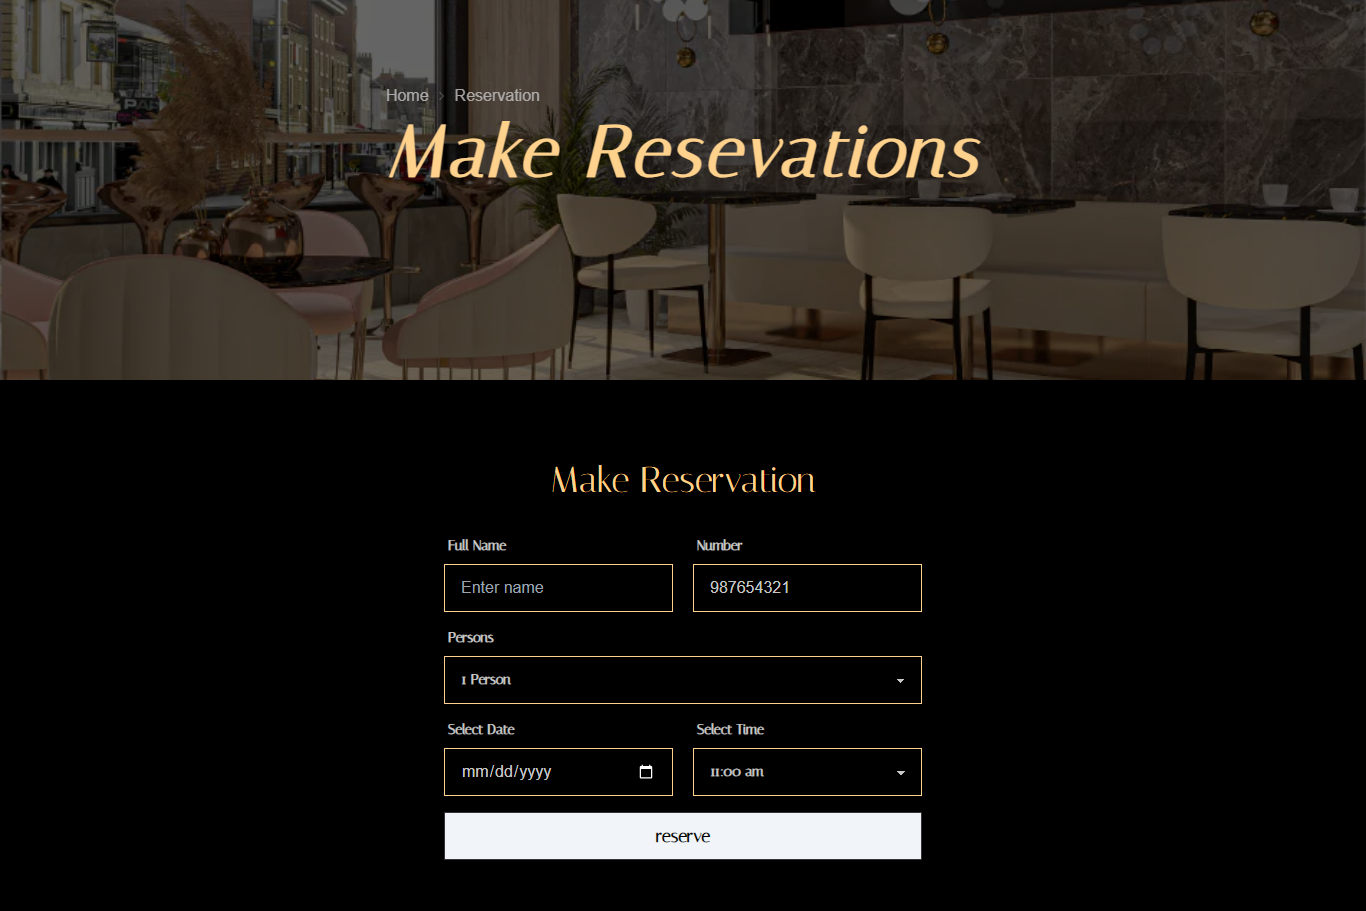 Home > Reservation
Make Resevations
Make Reservation
Full Name Number
Enter name 987654321
Persons
1 Person
Select Date Select Time
mm/dd/yyyy 11:00 am
reserve